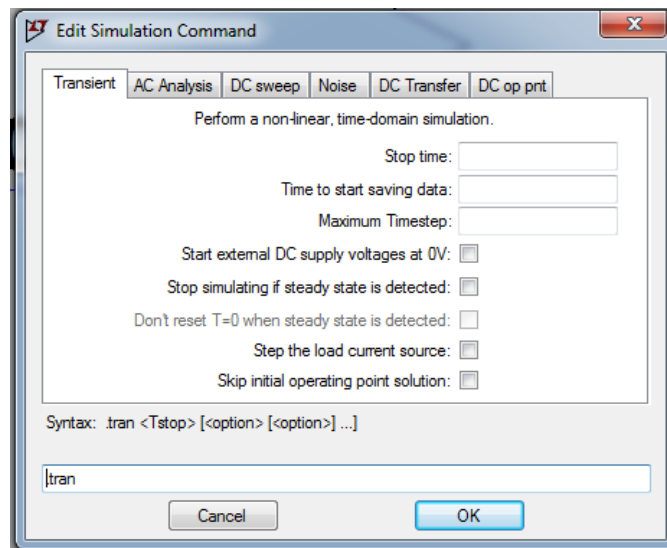 Edit Simulation Command
Transient AC Analysis DC sweep Noise DC Transfer DC op pnt
Perform a non-linear, time-domain simulation.
Stop time:
Time to start saving data:
Maximum Timestep:
Start external DC supply voltages at 0V:
Stop simulating if steady state is detected:
Don't reset T=0 when steady state is detected:
Step the load current source:
Skip initial operating point solution:
Syntax: .tran <Tstop> [<option> [<option>] ...]
.tran
Cancel OK